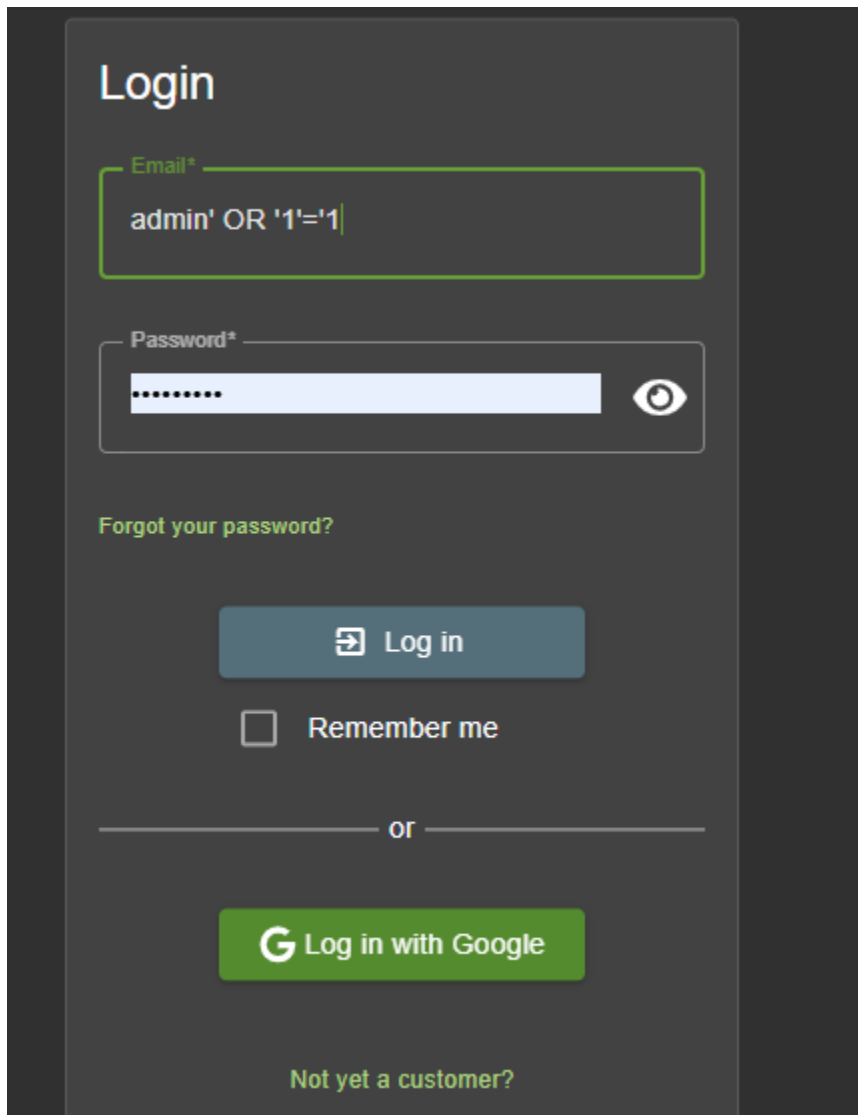 Login
Email*
admin' OR '1'='1
Password*
•••••••••
Forgot your password?
Log in
Remember me
or
G Log in with Google
Not yet a customer?